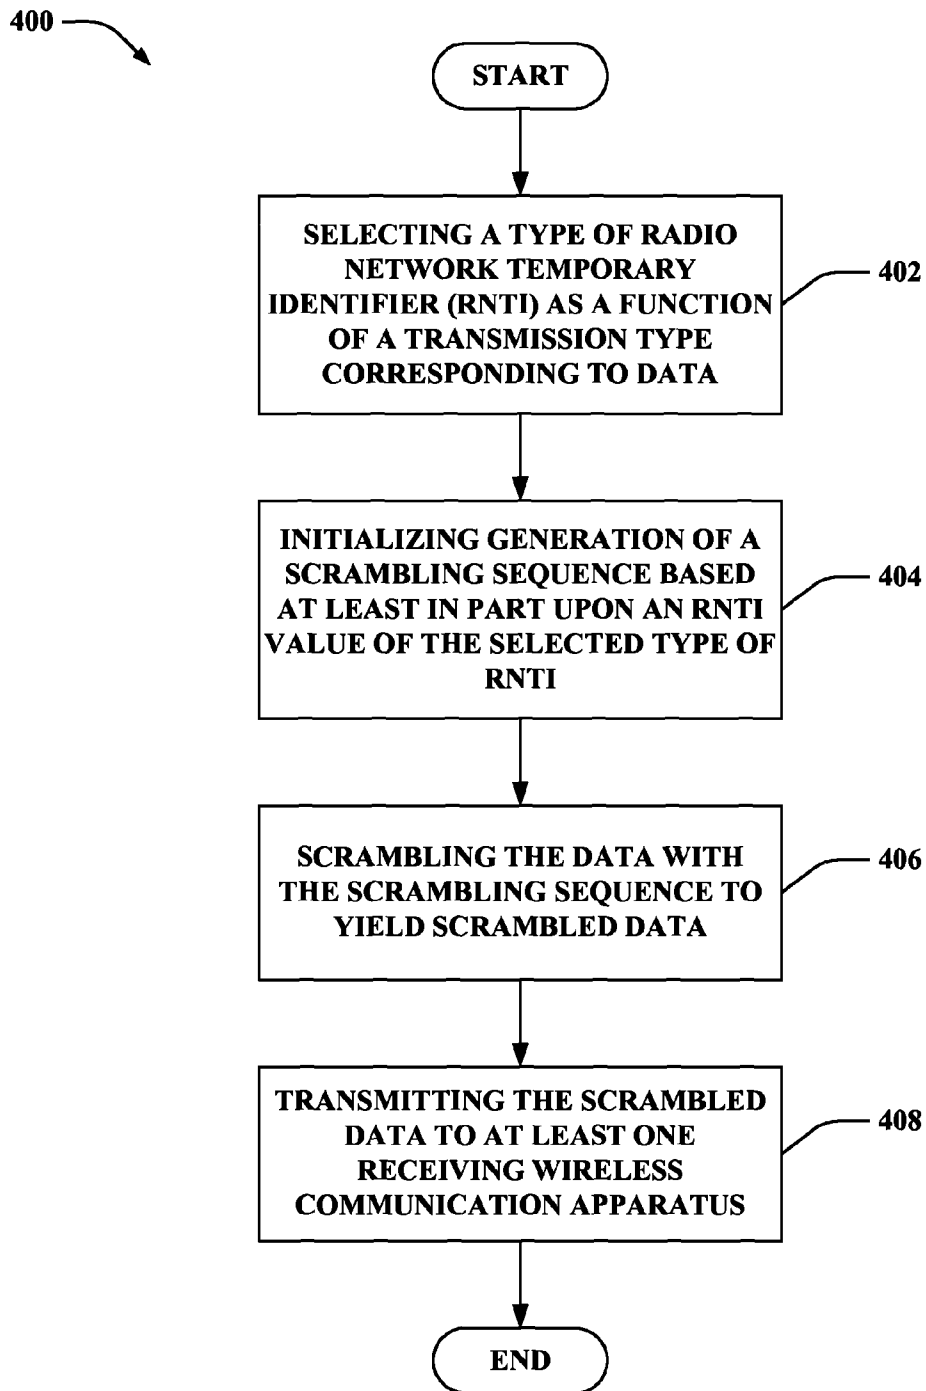 400
START
SELECTING A TYPE OF RADIO
NETWORK TEMPORARY
IDENTIFIER (RNTI) AS A FUNCTION
OF A TRANSMISSION TYPE
CORRESPONDING TO DATA
402
INITIALIZING GENERATION OF A
SCRAMBLING SEQUENCE BASED
AT LEAST IN PART UPON AN RNTI
VALUE OF THE SELECTED TYPE OF
RNTI
404
SCRAMBLING THE DATA WITH
THE SCRAMBLING SEQUENCE TO
YIELD SCRAMBLED DATA
406
TRANSMITTING THE SCRAMBLED
DATA TO AT LEAST ONE
RECEIVING WIRELESS
COMMUNICATION APPARATUS
408
END